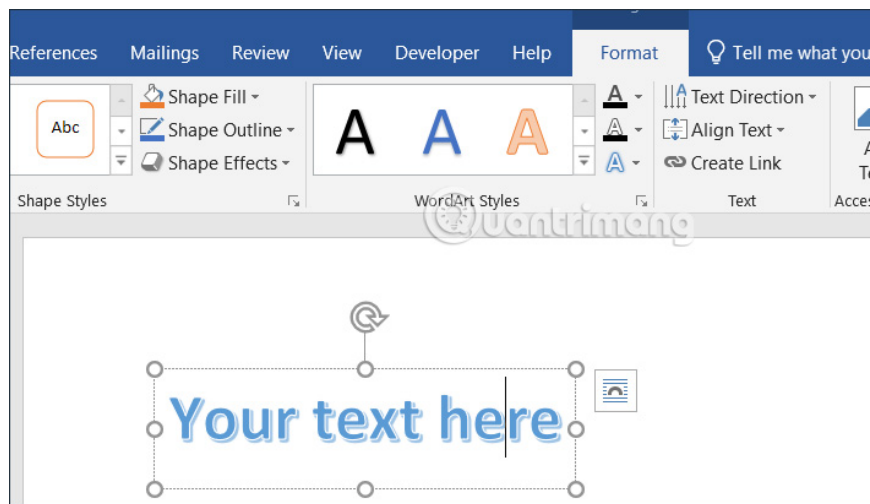 References Mailings Review View Developer Help Format Tell me what you
Abc
Shape Fill
Shape Outline
Shape Effects
Shape Styles
A A A
WordArt Styles
A
A
A
Text Direction
Align Text
Create Link
Text
Acces
Quantrimang
Your text here